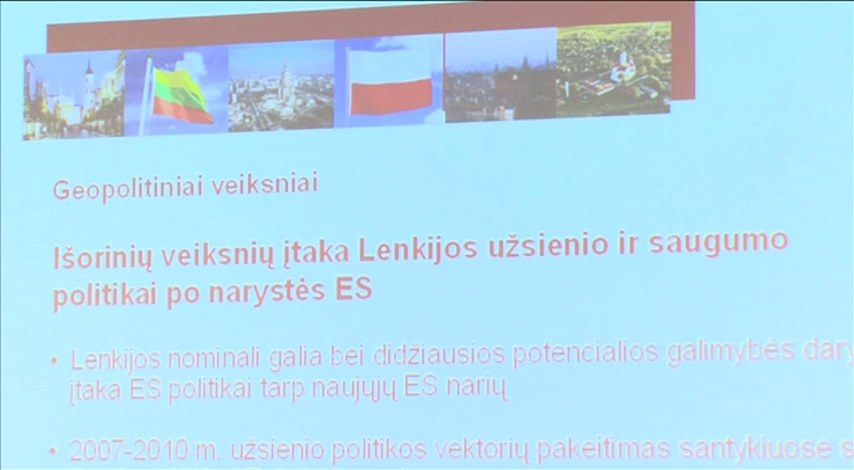 Geopolitiniai veiksniai
Išorinių veiksnių įtaka Lenkijos užsienio ir saugumo
politikai po narystės ES
• Lenkijos nominali galia bei didžiausios potencialios galimybės
įtaka ES politikai tarp naujųjų ES narių
• 2007-2010 m. užsienio politikos vektorių pakeitimas santykiuose